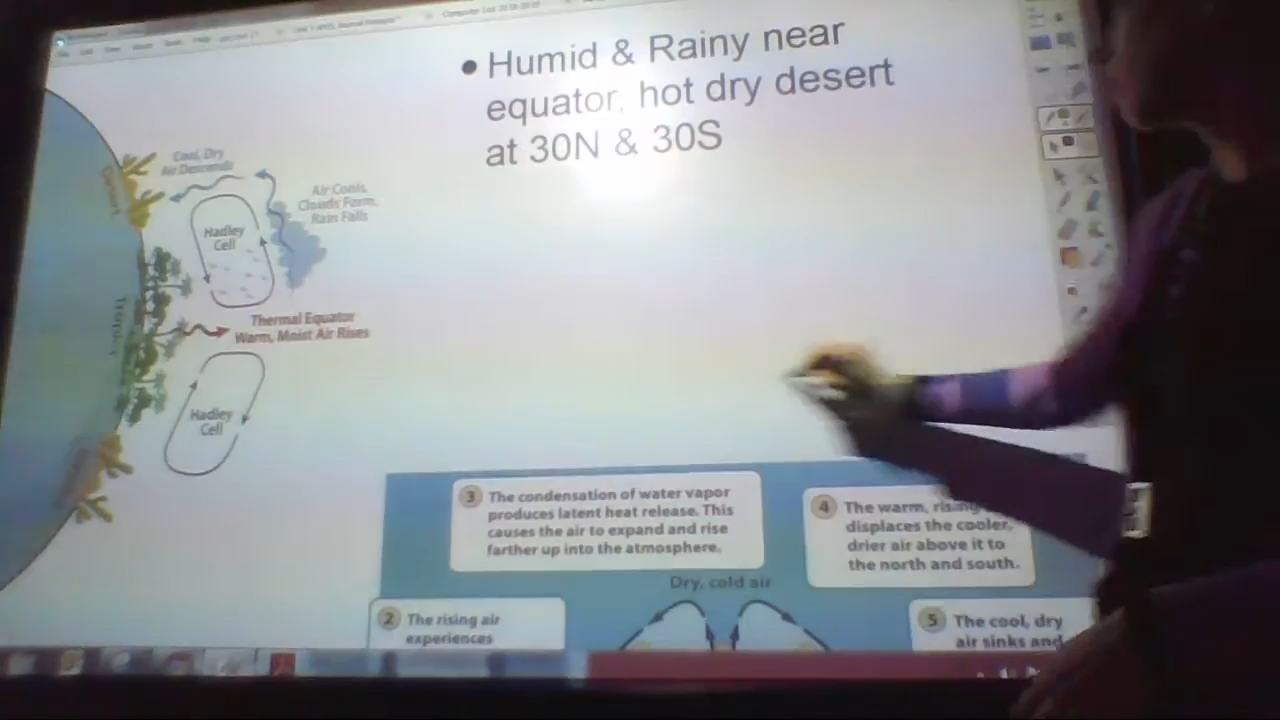 • Humid & Rainy near
equator, hot dry desert
at 30N & 30S
Cool, Dry
Air Descends
Air Cools,
Clouds Form,
Rain Falls
Hadley
Cell
Thermal Equator
Warm, Moist Air Rises
Hadley
Cell
3 The condensation of water vapor
produces latent heat release. This
causes the air to expand and rise
farther up into the atmosphere.
4 The warm,
displaces the cooler,
drier air above it to
the north and south.
Dry, cold air
2 The rising air
experiences
5 The cool, dry
air sinks and